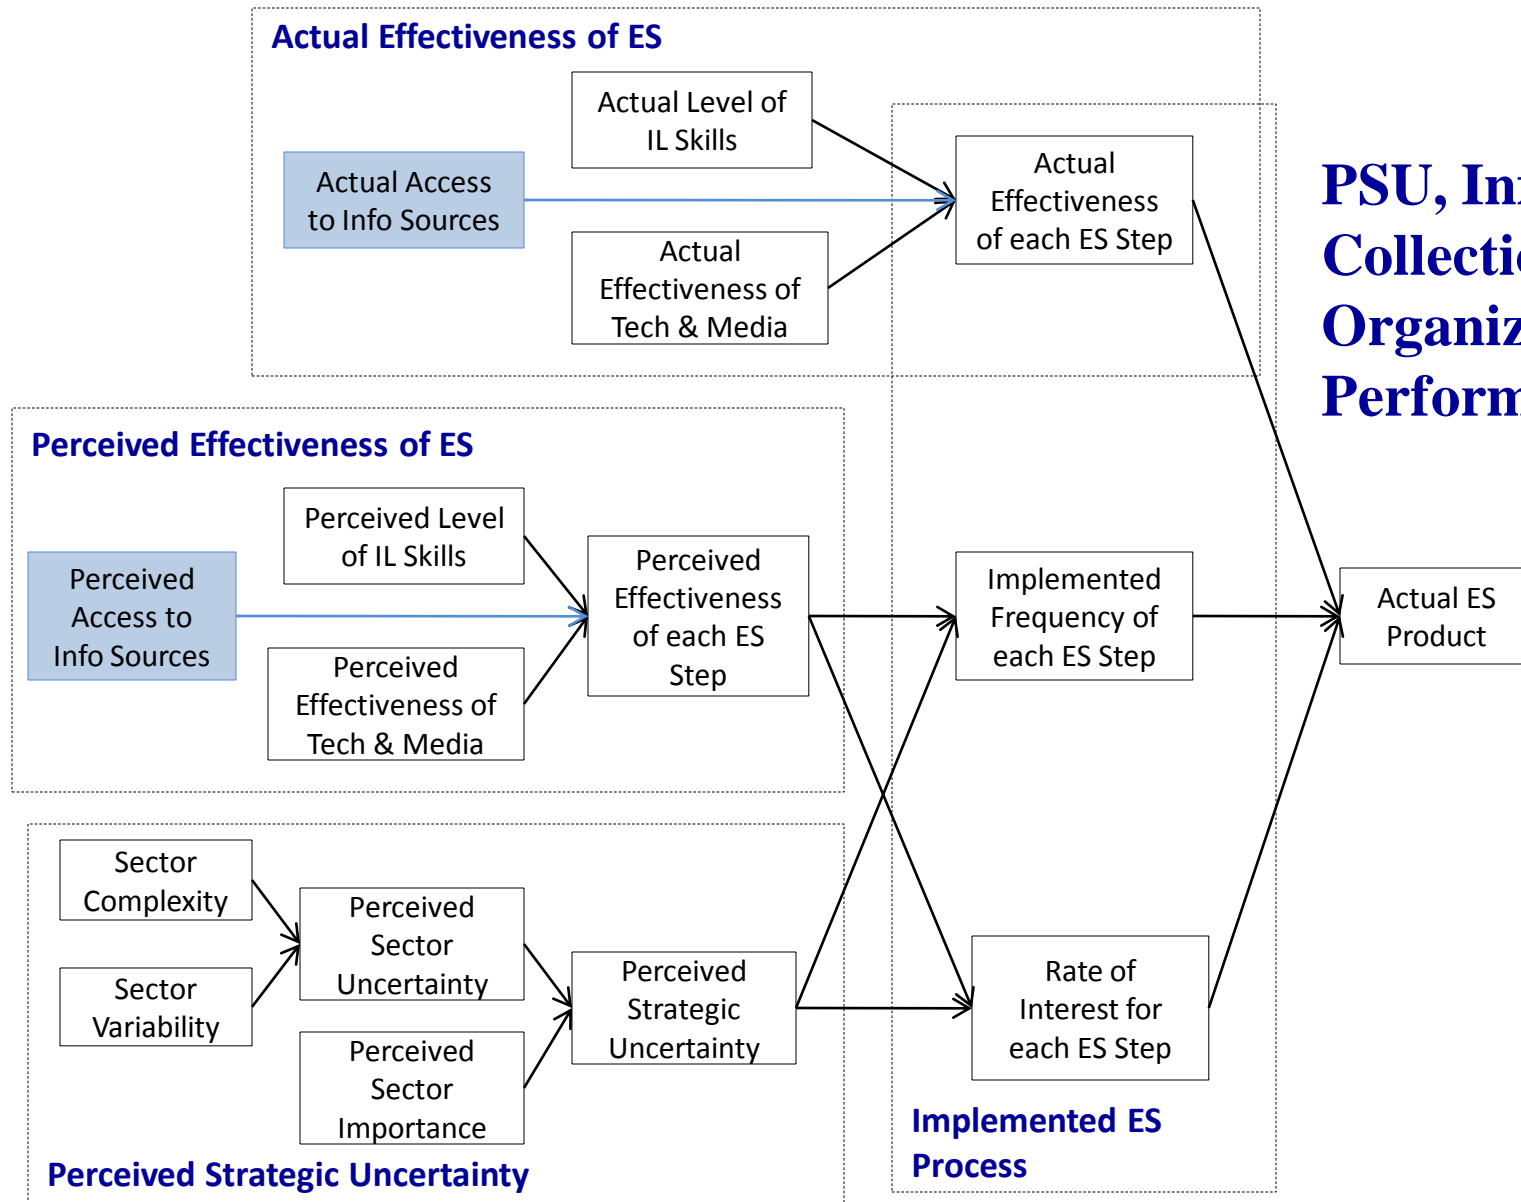 Actual Effectiveness of ES
Actual Level of
IL Skills
Actual Access
to Info Sources
Actual
Effectiveness of
Tech & Media
Actual
Effectiveness
of each ES Step
PSU,
Perceived Effectiveness of ES
Perceived Level
of IL Skills
Perceived
Access to
Info Sources
Perceived
Effectiveness of
Tech & Media
Perceived
Effectiveness
of each ES
Step
Implemented
Frequency of
each ES Step
Actual ES
Product
Sector
Complexity
Sector
Variability
Perceived
Sector
Uncertainty
Perceived
Sector
Importance
Perceived
Strategic
Uncertainty
Rate of
Interest for
each ES Step
Perceived Strategic Uncertainty
Implemented ES
Process